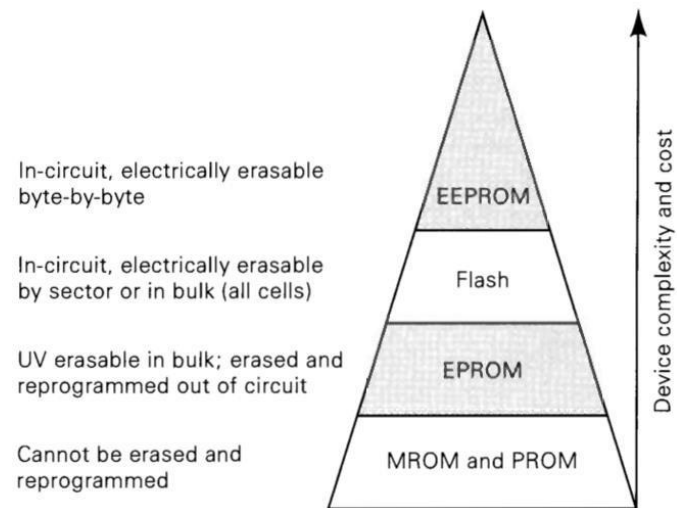 In-circuit, electrically erasable
byte-by-byte
EEPROM
In-circuit, electrically erasable
by sector or in bulk (all cells)
Flash
UV erasable in bulk; erased and
reprogrammed out of circuit
EPROM
Cannot be erased and
reprogrammed
MROM and PROM
Device complexity and cost